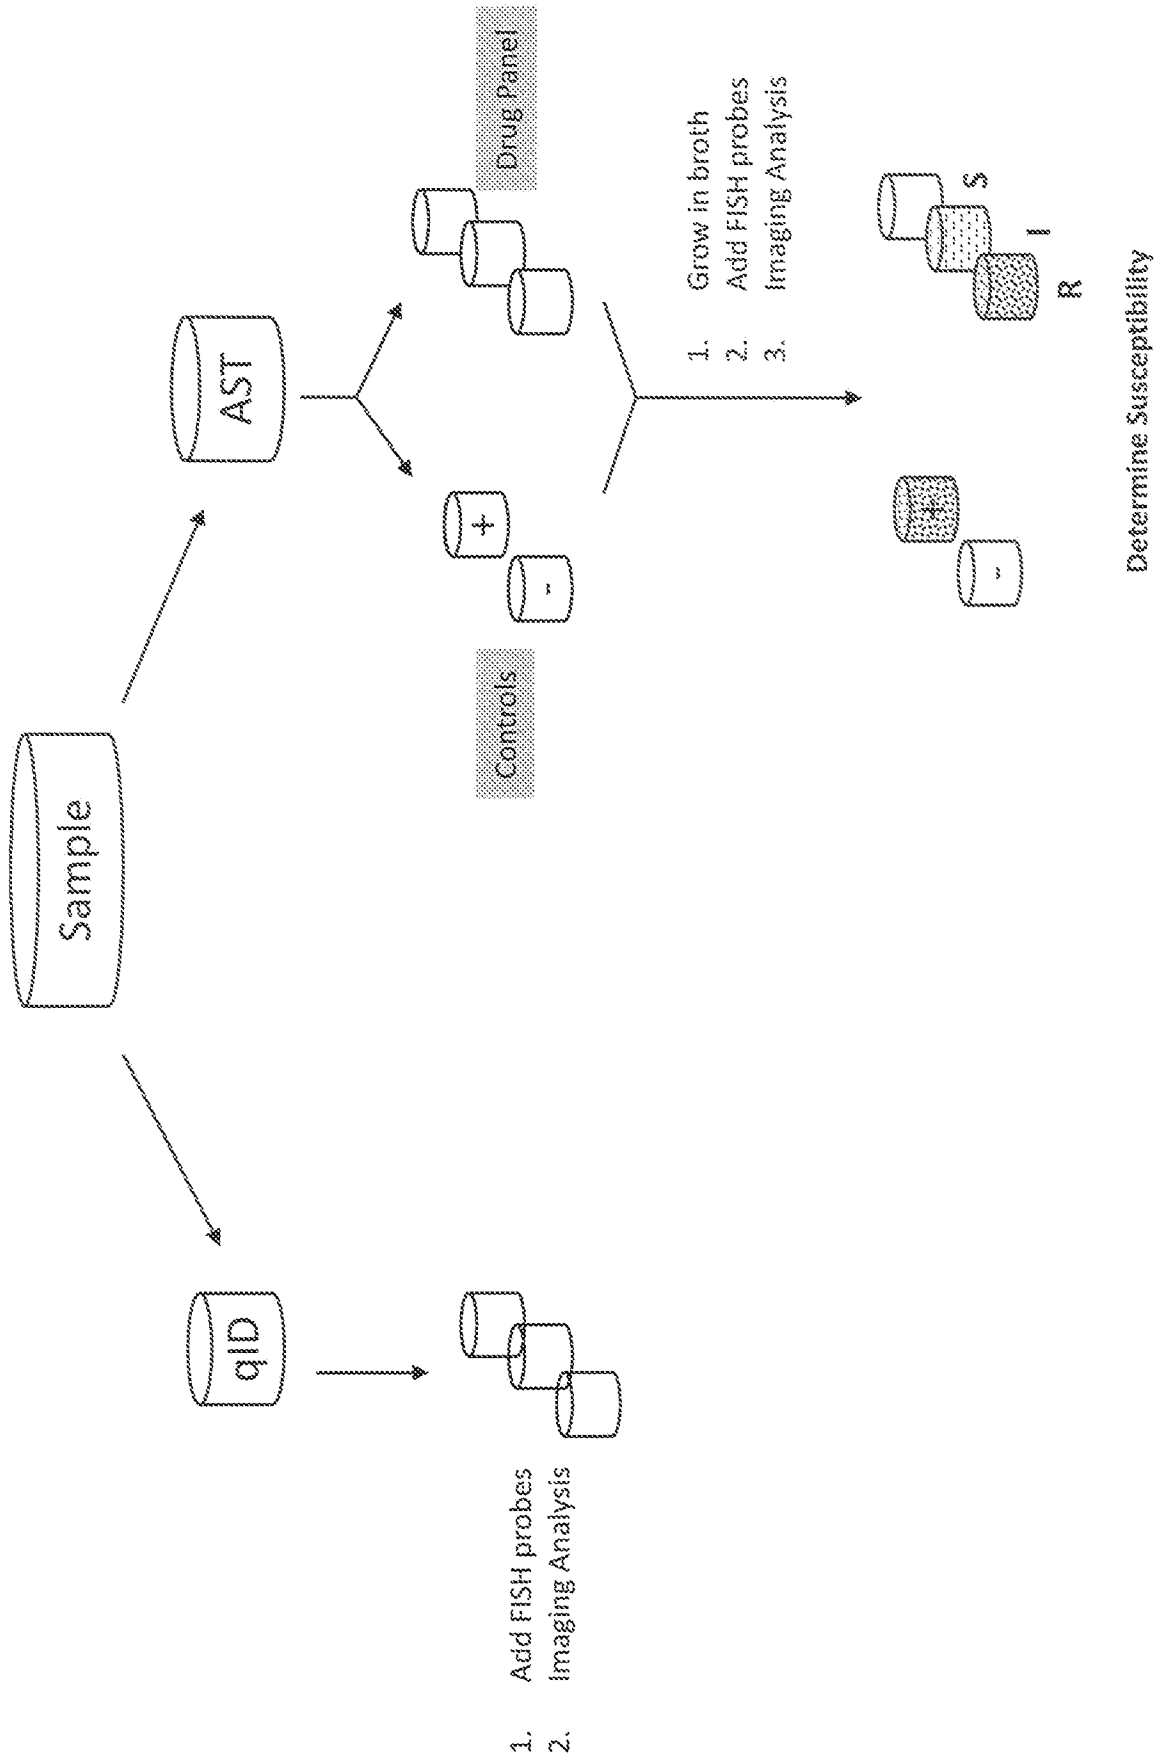 Sample
qID
AST
1. Add FISH probes
2. Imaging Analysis
Controls
-
+
Drug Panel
1. Grow in broth
2. Add FISH probes
3. Imaging Analysis
-
+
R
I
S
Determine Susceptibility